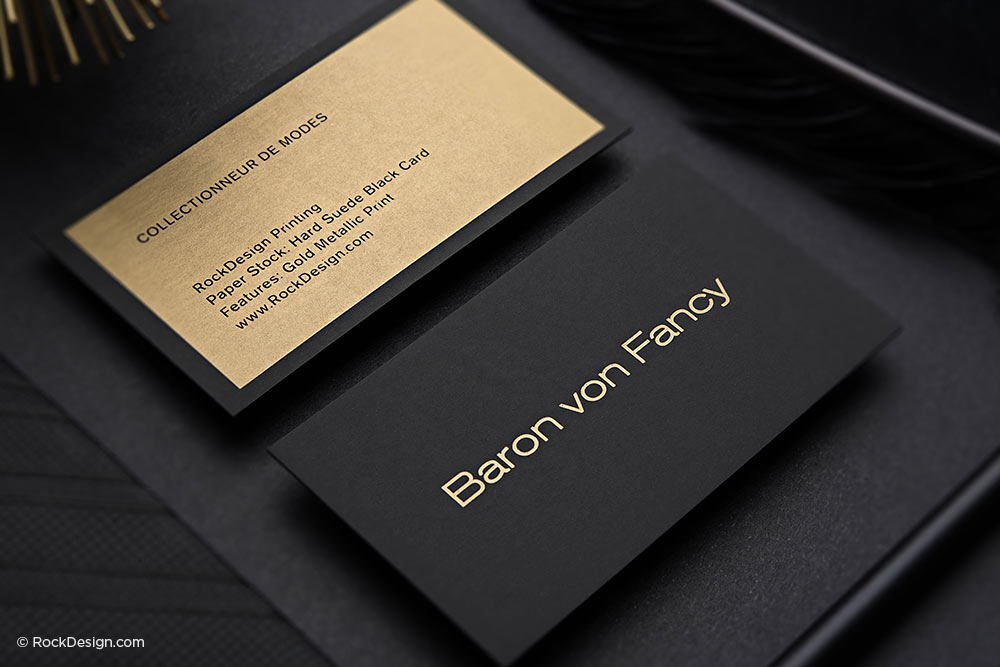 COLLECTIONNEUR DE MODES
RockDesign Printing
Paper Stock: Hard Suede Black Card
Features: Gold Metallic Print
www.RockDesign.com
Baron von Fancy
© RockDesign.com